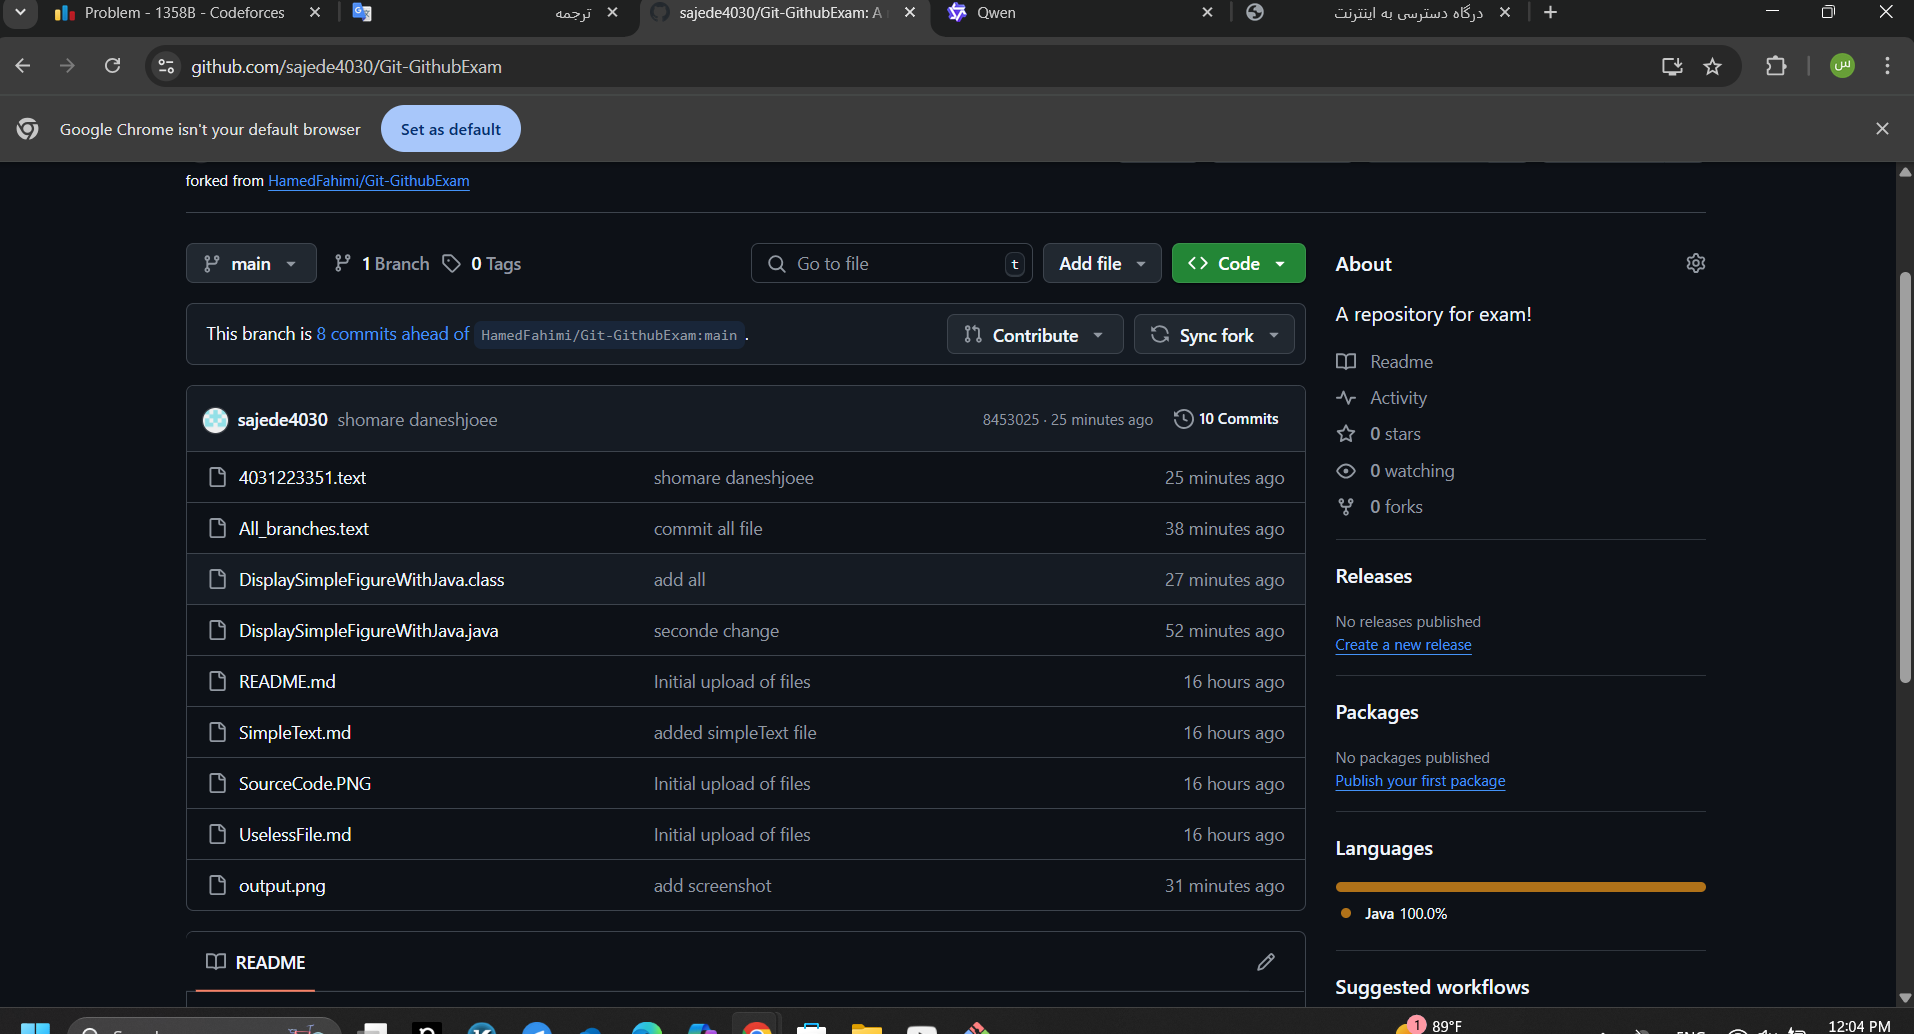 Problem - 1358B - Codeforces
ترجمه
sajede4030/Git-GithubExam: A
Qwen
درگاه دسترسی به اینترنت
github.com/sajede4030/Git-GithubExam
س
Google Chrome isn't your default browser
Set as default
forked from HamedFahimi/Git-GithubExam
main
1 Branch
0 Tags
Go to file
t
Add file
Code
This branch is 8 commits ahead of HamedFahimi/Git-GithubExam:main .
Contribute
Sync fork
sajede4030 shomare daneshjoee 8453025 · 25 minutes ago 10 Commits
4031223351.text shomare daneshjoee 25 minutes ago
All_branches.text commit all file 38 minutes ago
DisplaySimpleFigureWithJava.class add all 27 minutes ago
DisplaySimpleFigureWithJava.java seconde change 52 minutes ago
README.md Initial upload of files 16 hours ago
SimpleText.md added simpleText file 16 hours ago
SourceCode.PNG Initial upload of files 16 hours ago
UselessFile.md Initial upload of files 16 hours ago
output.png add screenshot 31 minutes ago
README
About
A repository for exam!
Readme
Activity
0 stars
0 watching
0 forks
Releases
No releases published
Create a new release
Packages
No packages published
Publish your first package
Languages
Java 100.0%
Suggested workflows
1
89°F
12:04 PM